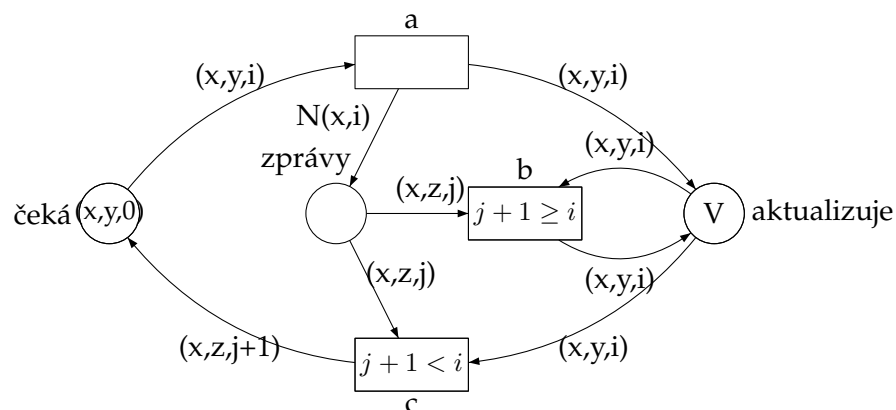 a
(x,y,i)
(x,y,i)
N(x,i)
zprávy
(x,y,i)
b
(x,z,j)
čeká
(x,y,0)
j + 1 ≥ i
V
aktualizuje
(x,z,j)
(x,y,i)
(x,z,j+1)
j + 1 < i
(x,y,i)
c